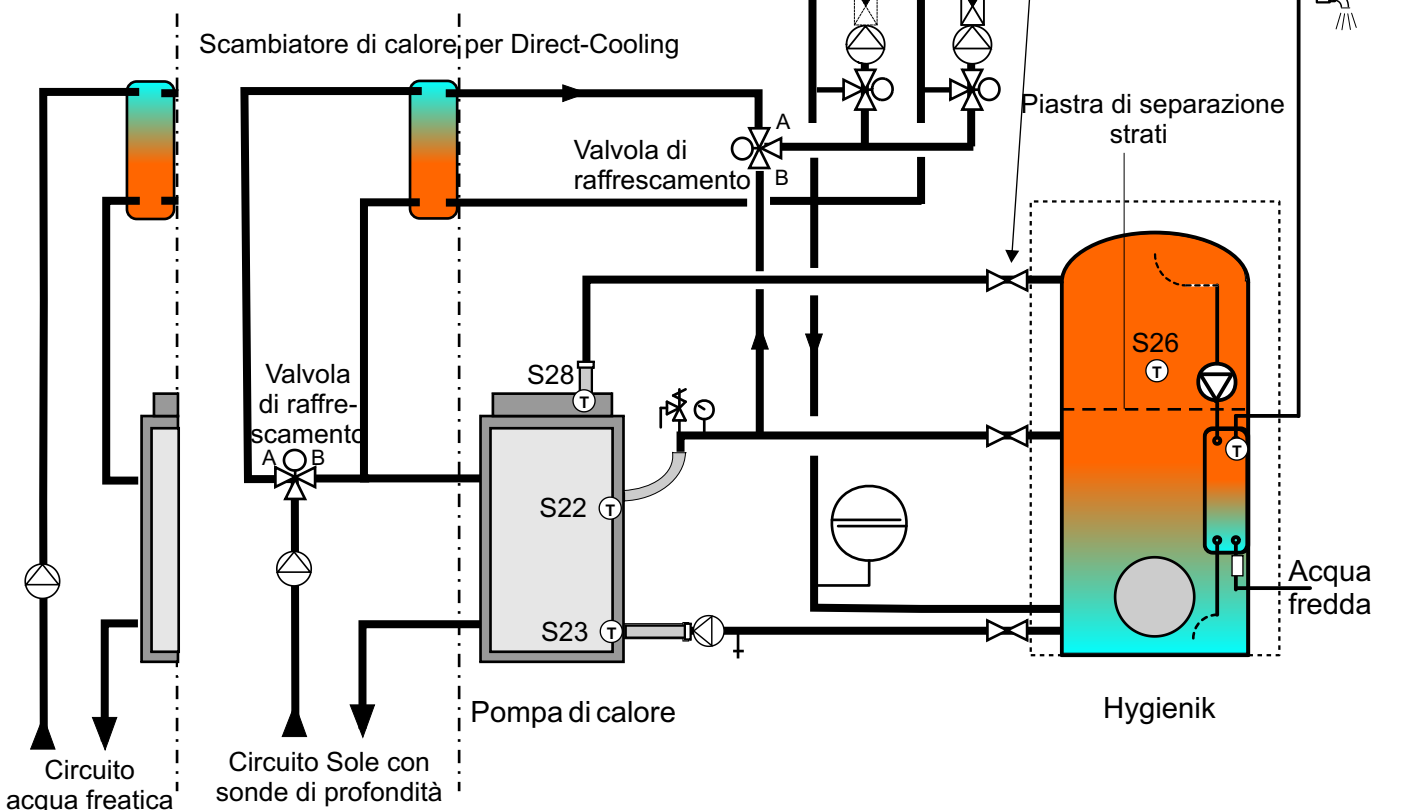 Scambiatore di calore per Direct-Cooling
Piastra di separazione
strati
A
Valvola di
raffrescamento
B
S26
T
S28
T
Valvola
di raffre-
scamento
A B
T
S22
T
Acqua
fredda
S23
T
Pompa di calore
Hygienik
Circuito
acqua freatica
Circuito Sole con
sonde di profondità